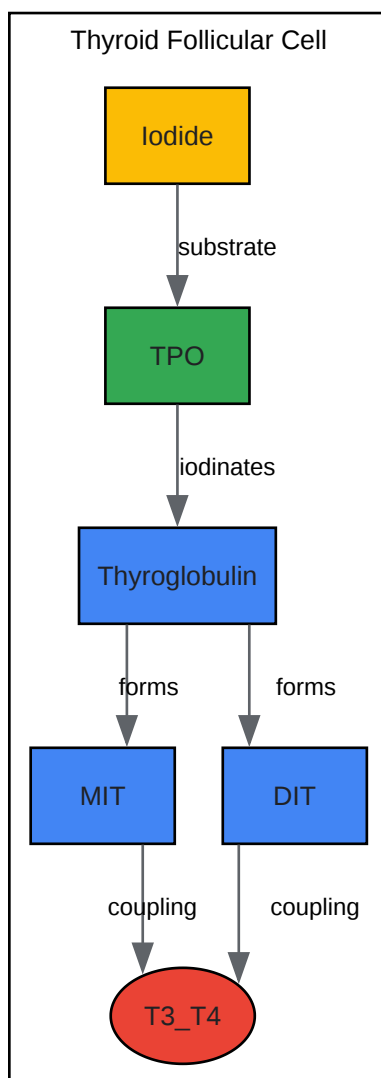 Thyroid Follicular Cell
Iodide
substrate
TPO
iodinates
Thyroglobulin
forms
forms
MIT
DIT
coupling
coupling
T3_T4